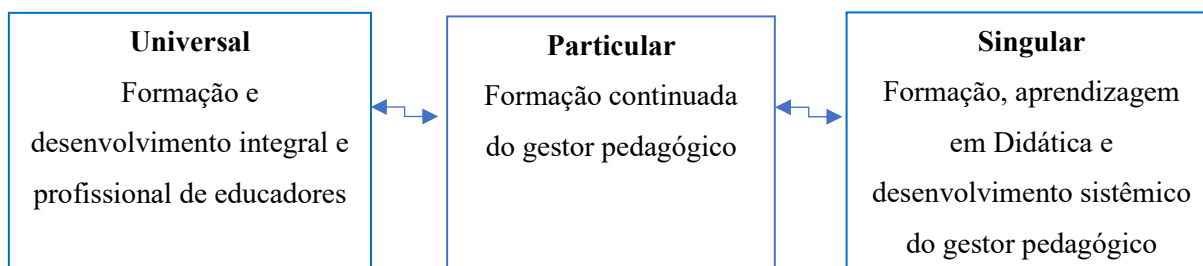 Universal
Formação e
desenvolvimento integral e
profissional de educadores
Particular
Formação continuada
do gestor pedagógico
Singular
Formação, aprendizagem
em Didática e
desenvolvimento sistêmico
do gestor pedagógico